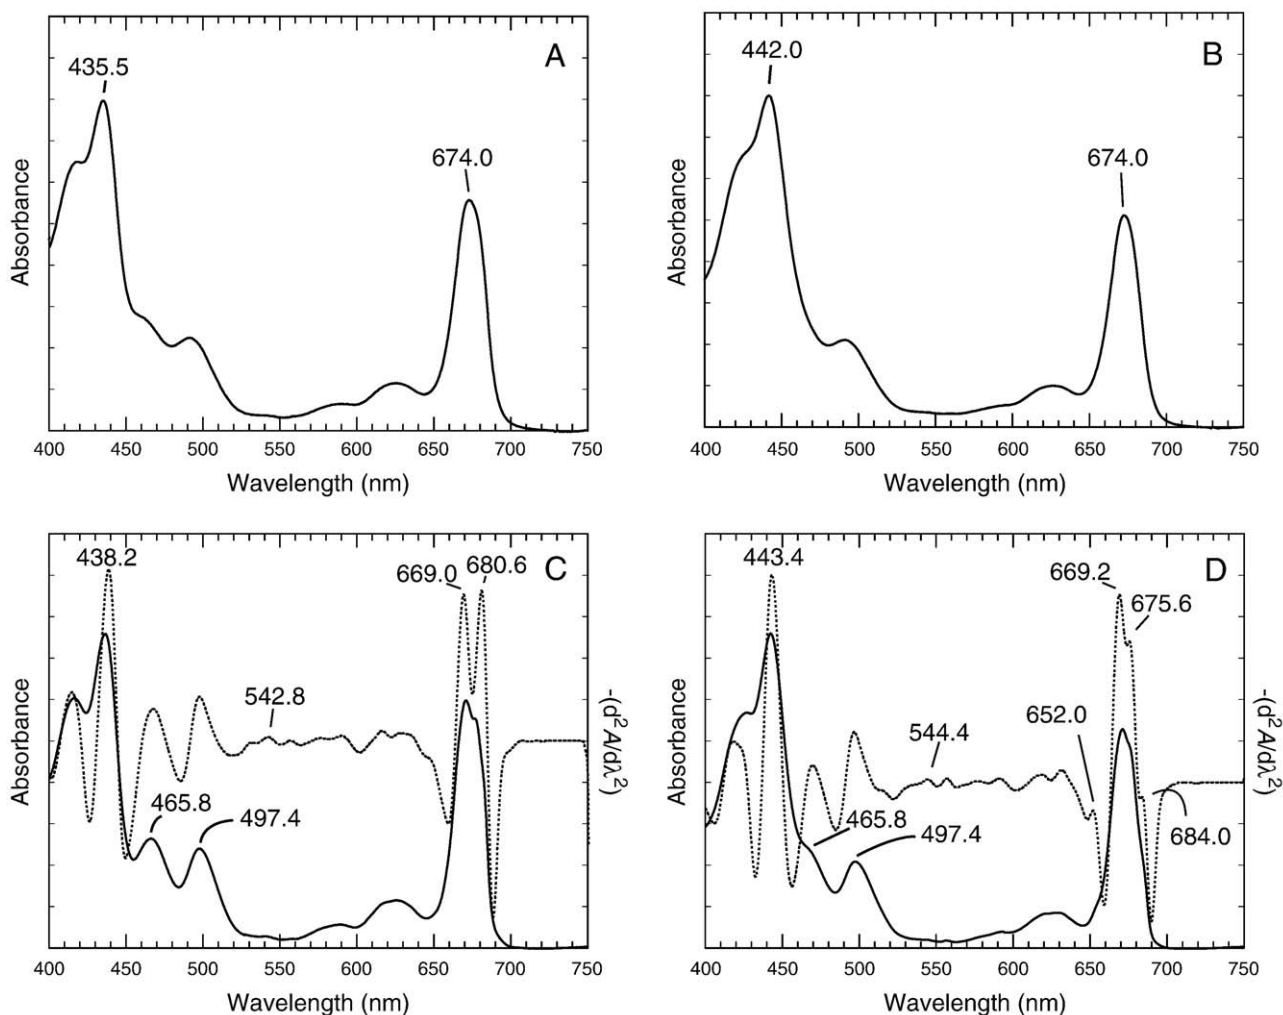 A
435.5
674.0
Absorbance
400 450 500 550 600 650 700 750
Wavelength (nm)
B
442.0
674.0
Absorbance
400 450 500 550 600 650 700 750
Wavelength (nm)
C
438.2
669.0
680.6
542.8
465.8
497.4
Absorbance
-(d²A/dλ²)
400 450 500 550 600 650 700 750
Wavelength (nm)
D
443.4
669.2
675.6
652.0
544.4
465.8
497.4
684.0
Absorbance
-(d²A/dλ²)
400 450 500 550 600 650 700 750
Wavelength (nm)